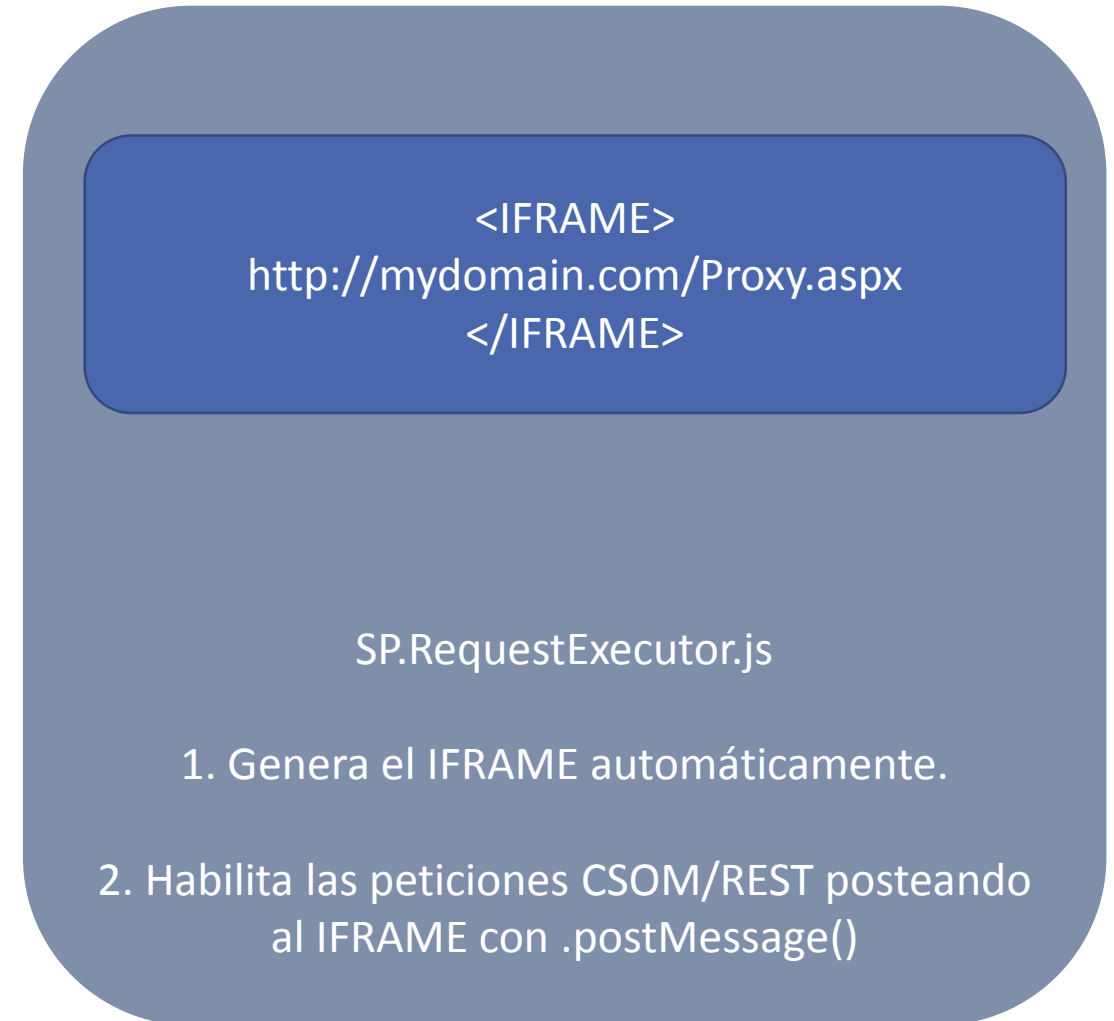 <IFRAME>
http://mydomain.com/Proxy.aspx
</IFRAME>
SP.RequestExecutor.js
1. Genera el IFRAME automáticamente.
2. Habilita las peticiones CSOM/REST posteando
al IFRAME con .postMessage()